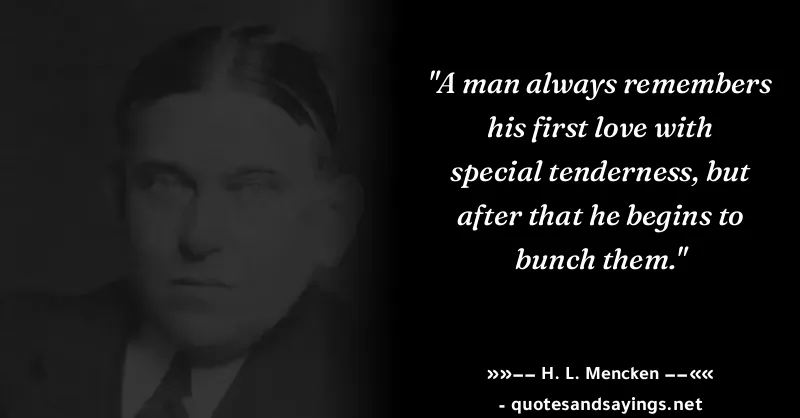 "A man always remembers
his first love with
special tenderness, but
after that he begins to
bunch them."
»»−− H. L. Mencken −−««
- quotesandsayings.net